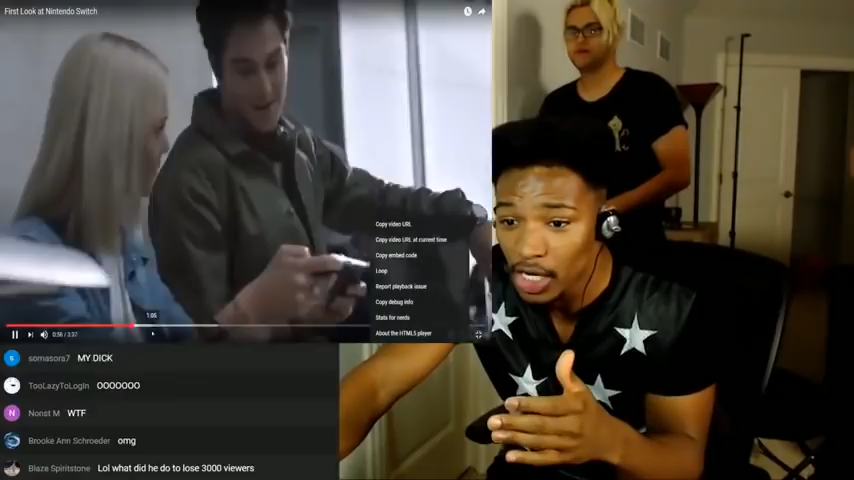 First Look at Nintendo Switch
Copy video URL
Copy video URL at current time
Copy embed code
Loop
Report playback issue
Copy debug info
Stats for nerds
About the HTML5 player
1:05
0:56 / 3:37
S somasora7 MY DICK
TooLazyToLogIn OOOOOOO
N Nonst M WTF
Brooke Ann Schroeder omg
Blaze Spiritstone Lol what did he do to lose 3000 viewers